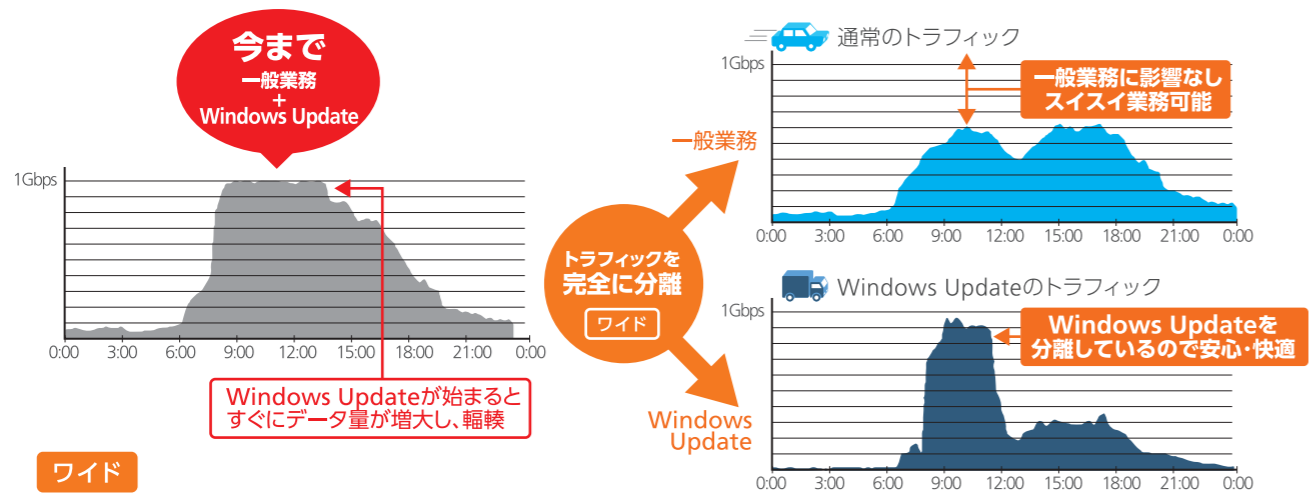 今まで
一般業務
+
Windows Update
1Gbps
0:00 3:00 6:00 9:00 12:00 15:00 18:00 21:00 0:00
Windows Updateが始まると
すぐにデータ量が増大し、輻輳
ワイド
トラフィックを
完全に分離
ワイド
一般業務
Windows
Update
通常のトラフィック
1Gbps
一般業務に影響なし
スイスイ業務可能
0:00 3:00 6:00 9:00 12:00 15:00 18:00 21:00 0:00
Windows Updateのトラフィック
1Gbps
Windows Updateを
分離しているので安心・快適
0:00 3:00 6:00 9:00 12:00 15:00 18:00 21:00 0:00